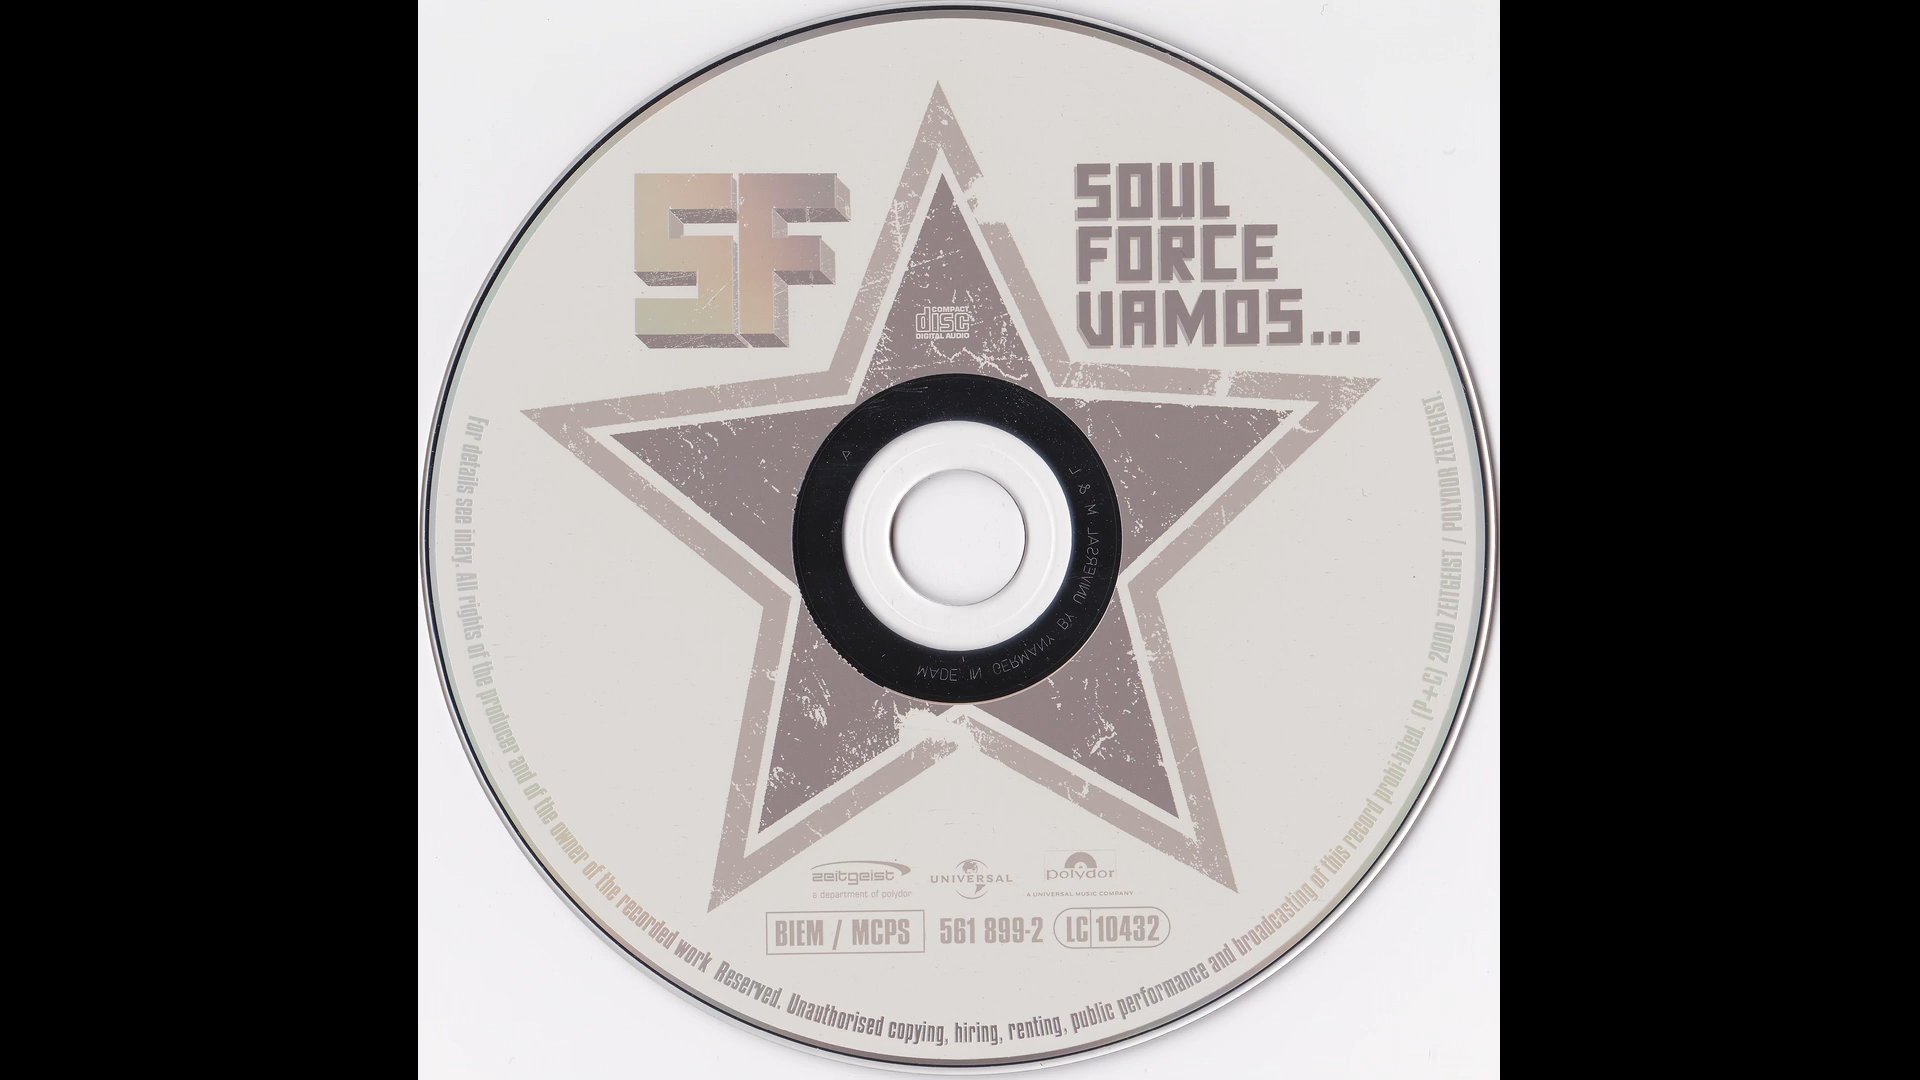 SF
SOUL
FORCE
VAMOS...
COMPACT
disc
DIGITAL AUDIO
A
MADE IN GERMANY BY UNIVERSAL M & L
zeitgeist
a department of polydor
UNIVERSAL
polydor
A UNIVERSAL MUSIC COMPANY
BIEM / MCPS
561 899-2
LC 10432
For details see inlay. All rights of the producer and of the owner of the recorded work Reserved. Unauthorised copying, hiring, renting, public performance and broadcasting of this record prohi-bited. (P+C) 2000 ZEITGEIST / POLYDOR ZEITGEIST.